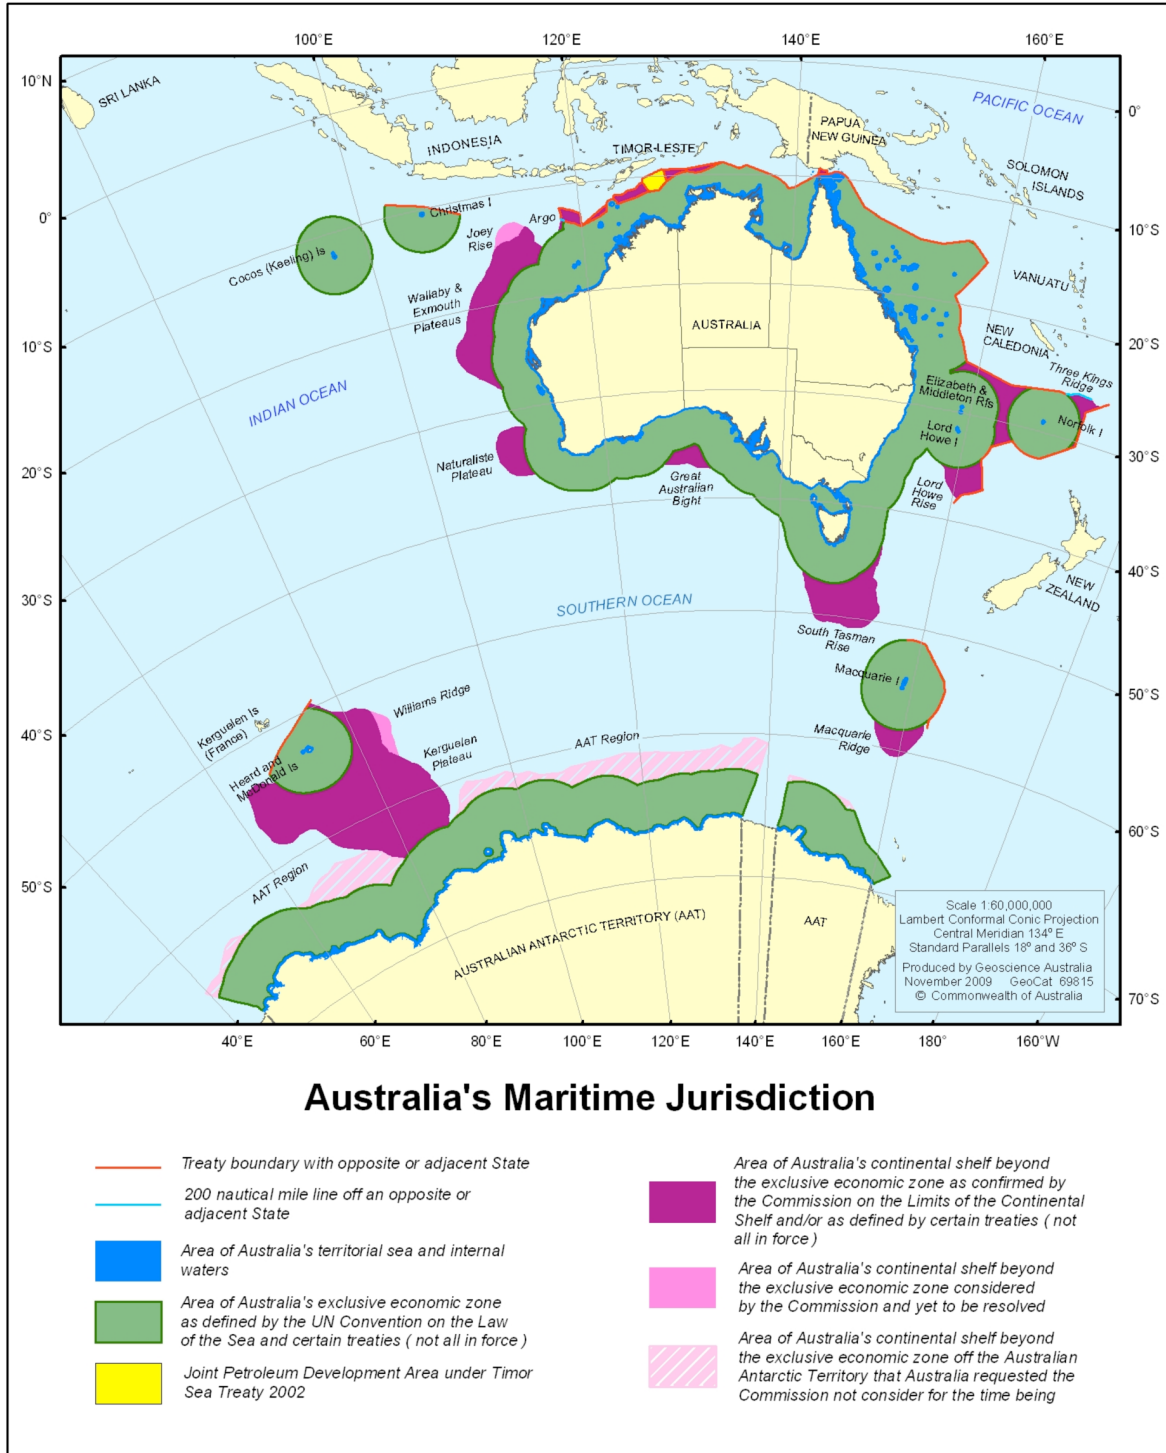 100°E
120°E
140°E
160°E
10°N
SRI LANKA
PACIFIC OCEAN
0°
PAPUA
NEW GUINEA
INDONESIA
TIMOR-LESTE
SOLOMON
ISLANDS
0°
Christmas I
Argo
Joey
Rise
10°S
Cocos (Keeling) Is
VANUATU
Wallaby &
Exmouth
Plateaus
AUSTRALIA
NEW
CALEDONIA
10°S
20°S
Three Kings
Ridge
INDIAN OCEAN
Elizabeth &
Middleton Rfs
Norfolk I
Lord
Howe I
20°S
Naturaliste
Plateau
Great
Australian
Bight
30°S
Lord
Howe
Rise
NEW
ZEALAND
40°S
30°S
SOUTHERN OCEAN
South Tasman
Rise
Macquarie I
50°S
Williams Ridge
Kerguelen Is
(France)
40°S
AAT Region
Macquarie
Ridge
Kerguelen
Plateau
Heard and
McDonald Is
60°S
AAT Region
50°S
AUSTRALIAN ANTARCTIC TERRITORY (AAT)
AAT
Scale 1:60,000,000
Lambert Conformal Conic Projection
Central Meridian 134° E
Standard Parallels 18° and 36° S
Produced by Geoscience Australia
November 2009 GeoCat 69815
© Commonwealth of Australia
70°S
40°E
60°E
80°E
100°E
120°E
140°E
160°E
180°
160°W
Australia's Maritime Jurisdiction
Treaty boundary with opposite or adjacent State
200 nautical mile line off an opposite or
adjacent State
Area of Australia's territorial sea and internal
waters
Area of Australia's exclusive economic zone
as defined by the UN Convention on the Law
of the Sea and certain treaties ( not all in force )
Joint Petroleum Development Area under Timor
Sea Treaty 2002
Area of Australia's continental shelf beyond
the exclusive economic zone as confirmed by
the Commission on the Limits of the Continental
Shelf and/or as defined by certain treaties ( not
all in force )
Area of Australia's continental shelf beyond
the exclusive economic zone considered
by the Commission and yet to be resolved
Area of Australia's continental shelf beyond
the exclusive economic zone off the Australian
Antarctic Territory that Australia requested the
Commission not consider for the time being